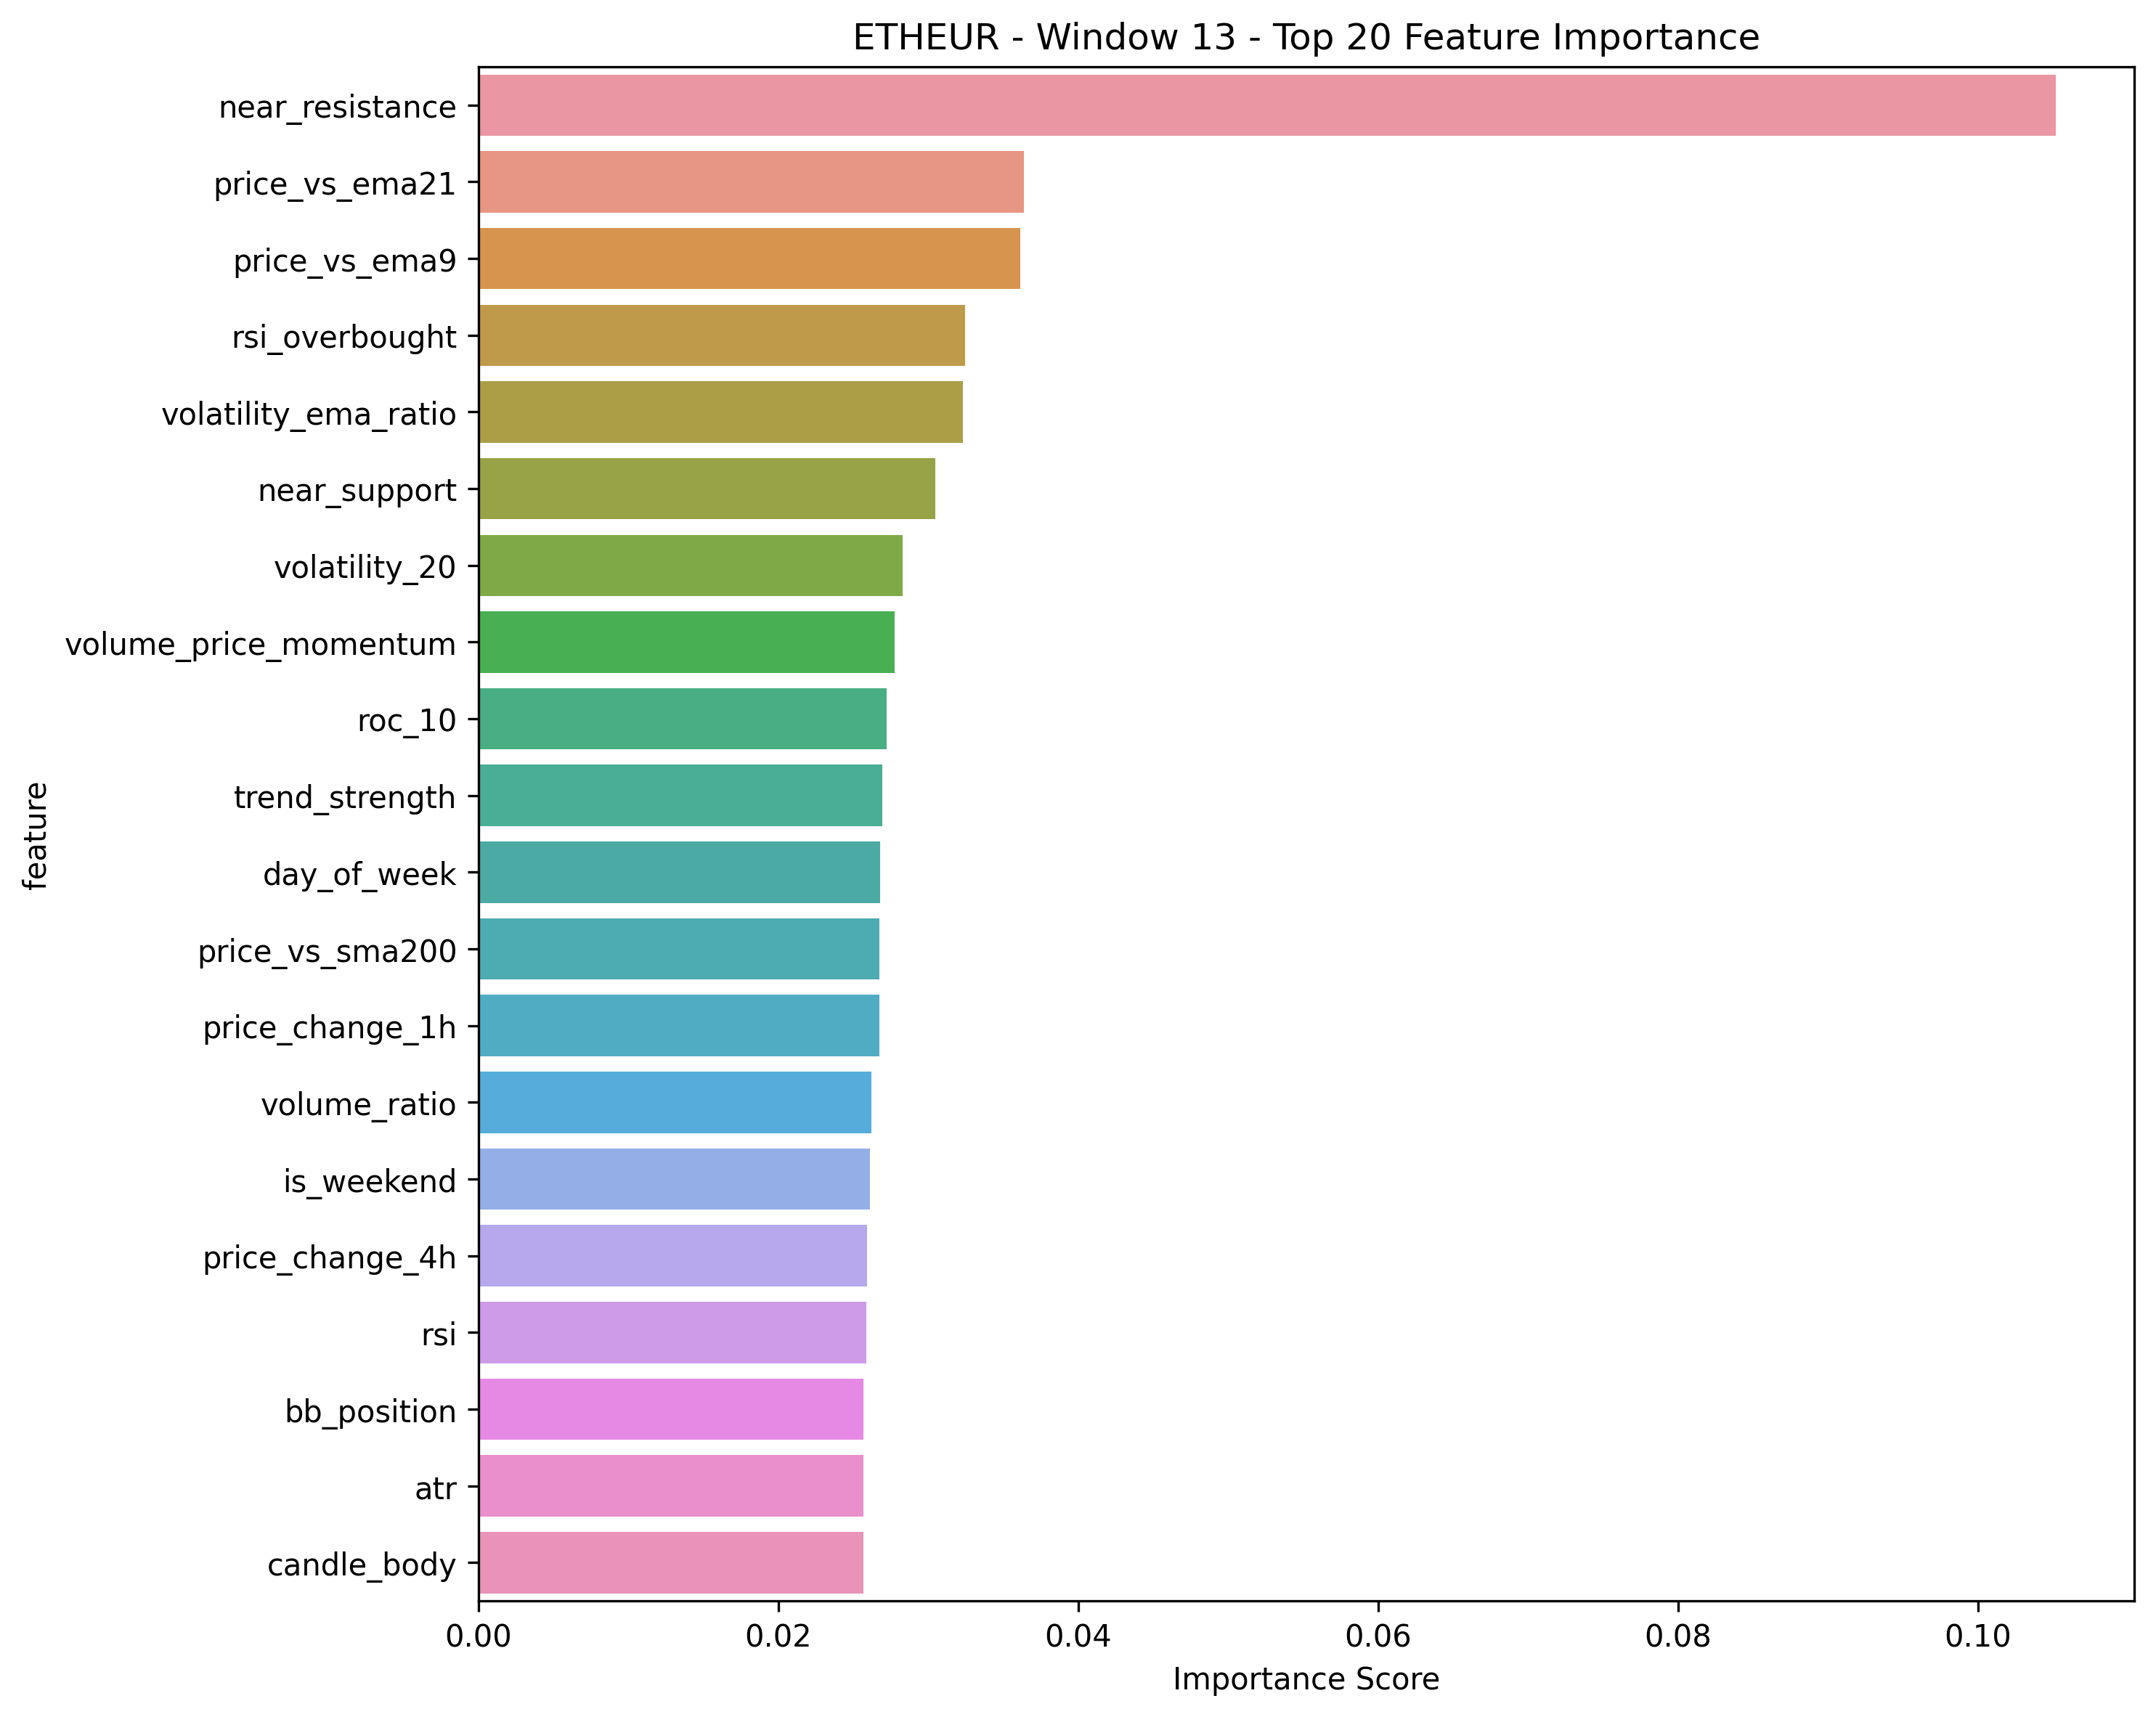 ETHEUR - Window 13 - Top 20 Feature Importance
near_resistance
price_vs_ema21
price_vs_ema9
rsi_overbought
volatility_ema_ratio
near_support
volatility_20
volume_price_momentum
roc_10
trend_strength
day_of_week
price_vs_sma200
price_change_1h
volume_ratio
is_weekend
price_change_4h
rsi
bb_position
atr
candle_body
feature
0.00 0.02 0.04 0.06 0.08 0.10
Importance Score